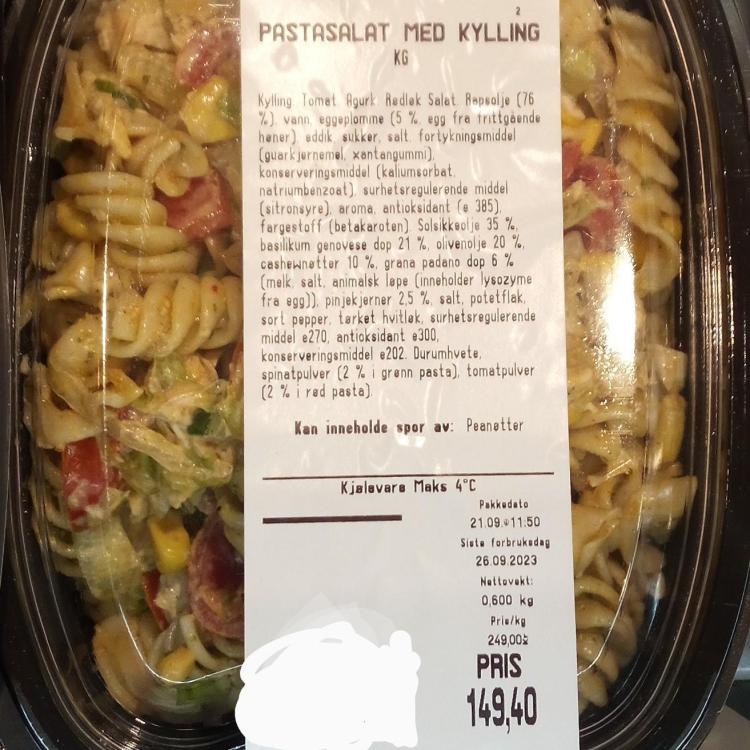 2
PASTASALAT MED KYLLING
KG
Kylling Tomat Agurk Rødløk Salat. Rapsolje (76
%), vann, eggeplomme (5 %, egg fra frittgående
høner), eddik, sukker, salt, fortykningsmiddel
(guarkjernemel, xantangummi),
konserveringsmiddel (kaliumsorbat,
natriumbenzoat), surhetsregulerende middel
(sitronsyre), aroma, antioksidant (e 385),
fargestoff (betakaroten). Solsikkeolje 35 %,
basilikum genovese dop 21 %, olivenolje 20 %,
cashewnøtter 10 %, grana padano dop 6 %
(melk, salt, animalsk løpe (inneholder lysozyme
fra egg)), pinjekjerner 2,5 %, salt, potetflak,
sort pepper, tørket hvitløk, surhetsregulerende
middel e270, antioksidant e300,
konserveringsmiddel e202. Durumhvete,
spinatpulver (2 % i grønn pasta), tomatpulver
(2 % i rød pasta).
Kan inneholde spor av: Peanøtter
Kjølevare Maks 4°C
Pakkedato
21.09. 11:50
Siste forbruksdag
26.09.2023
Nettovekt:
0,600 kg
Pris/kg
249,00
PRIS
149,40